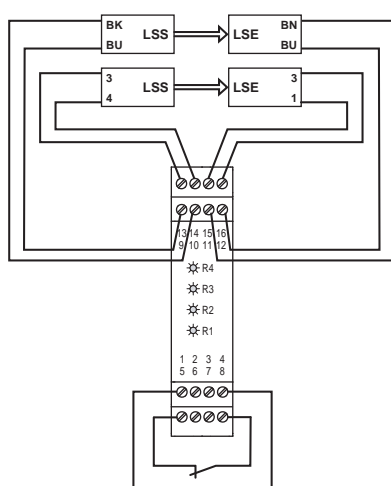 BK LSS LSE BN
BU BU
3 LSS LSE 3
4 1
13 14 15 16
9 10 11 12
R4
R3
R2
R1
1 2 3 4
5 6 7 8